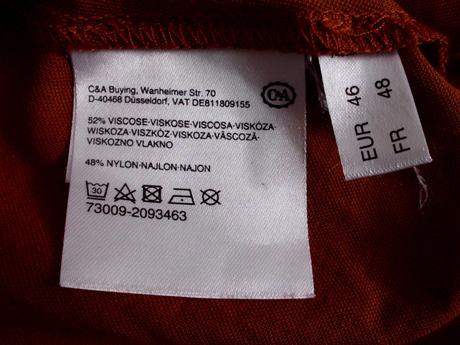 C&A Buying, Wanheimer Str. 70
D-40468 Düsseldorf, VAT DE811809155
C&A
52% VISCOSE-VISKOSE-VISCOSA-VISKÓZA-
WISKOZA-VISZKÓZ-VISKOZA-VÂSCOZĂ-
VISKOZNO VLAKNO
48% NYLON-NAJLON-NAJON
30
73009-2093463
EUR 46
FR 48